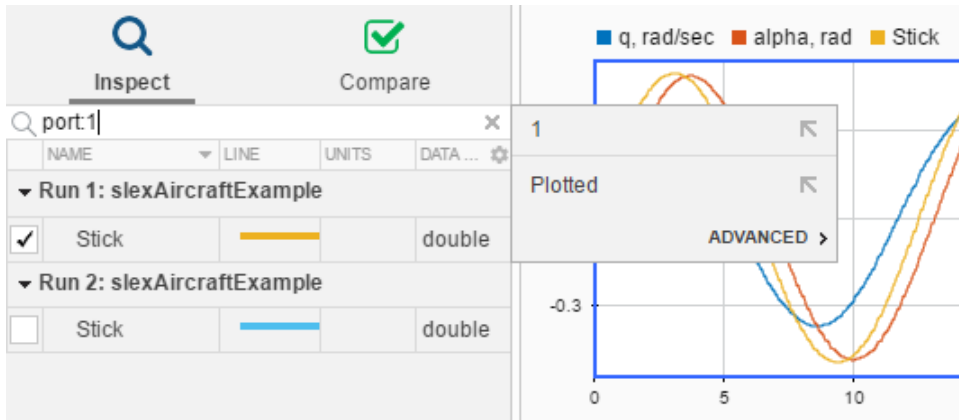 Inspect
Compare
port:1
NAME LINE UNITS DATA ...
Run 1: slexAircraftExample
Stick double
Run 2: slexAircraftExample
Stick double
1
Plotted
ADVANCED
q, rad/sec alpha, rad Stick
-0.3
0 5 10